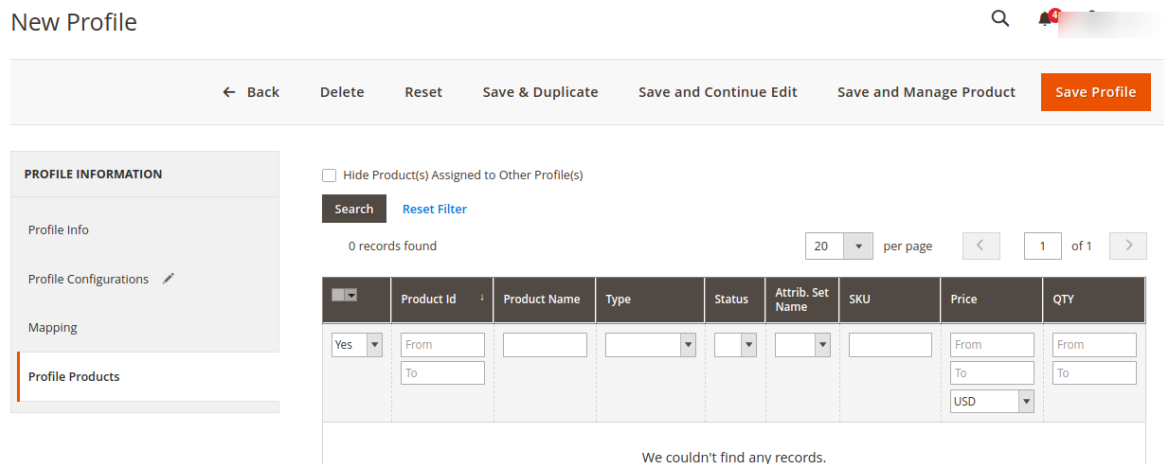 New Profile
4
← Back Delete Reset Save & Duplicate Save and Continue Edit Save and Manage Product Save Profile
PROFILE INFORMATION
Profile Info
Profile Configurations
Mapping
Profile Products
Hide Product(s) Assigned to Other Profile(s)
Search Reset Filter
0 records found 20 per page 1 of 1
Product Id ↓ Product Name Type Status Attrib. Set Name SKU Price QTY
Yes From From From
To To To
USD
We couldn't find any records.